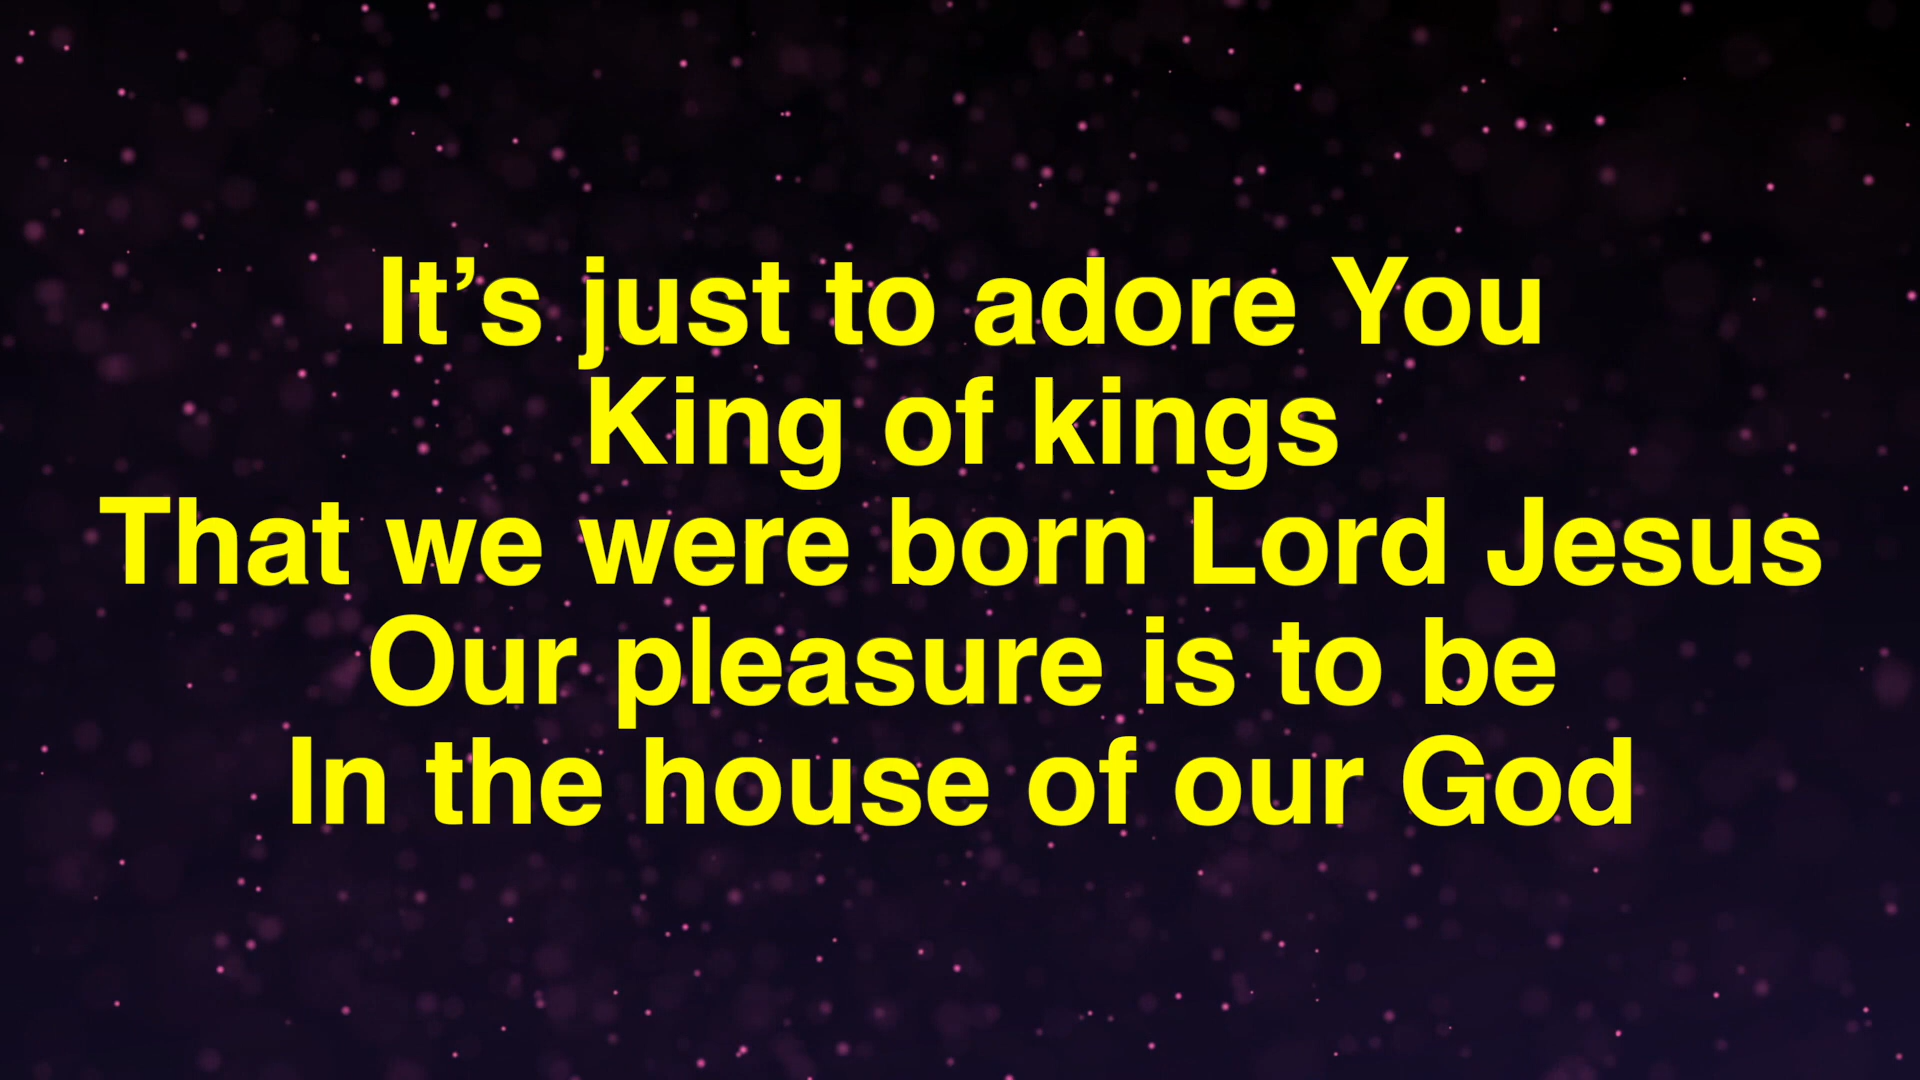 It’s just to adore You
King of kings
That we were born Lord Jesus
Our pleasure is to be
In the house of our God